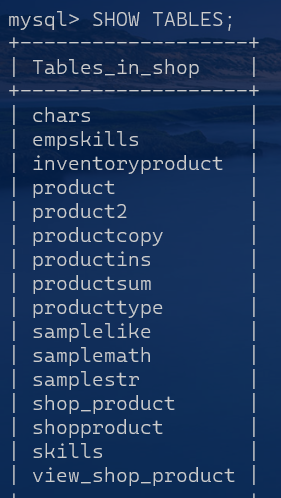 mysql> SHOW TABLES;
+-------------------+
| Tables_in_shop    |
+-------------------+
| chars             |
| empskills         |
| inventoryproduct  |
| product           |
| product2          |
| productcopy       |
| productins        |
| productsum        |
| producttype       |
| samplelike        |
| samplemath        |
| samplestr         |
| shop_product      |
| shopproduct       |
| skills            |
| view_shop_product |